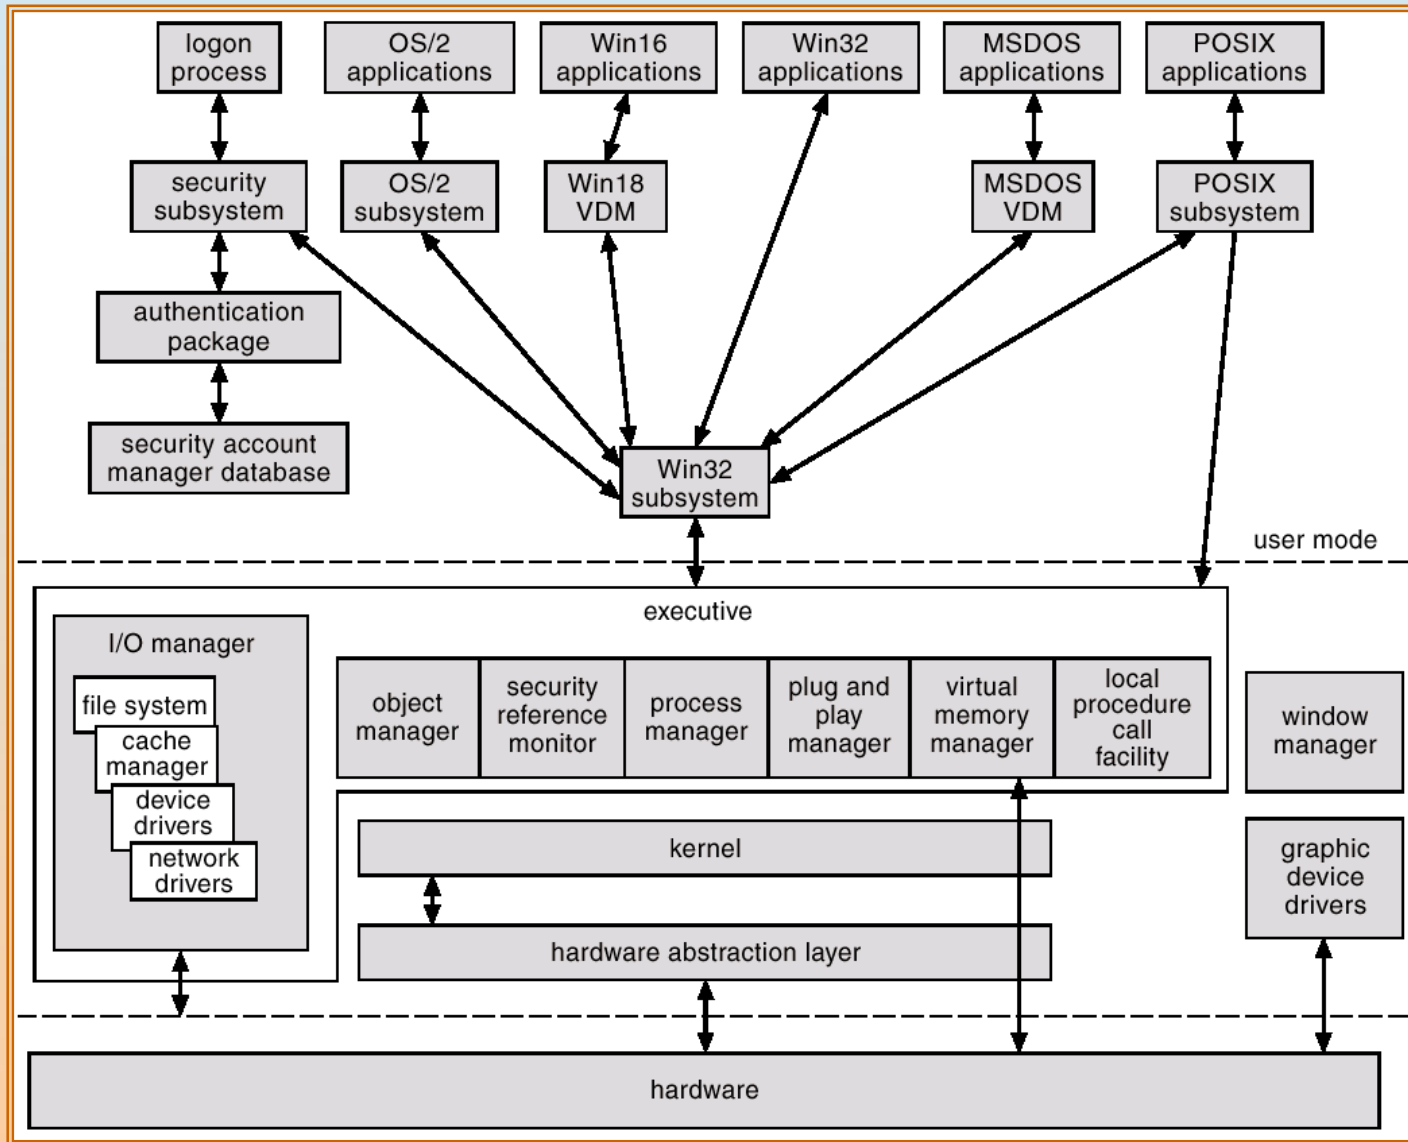 logon
process
OS/2
applications
Win16
applications
Win32
applications
MSDOS
applications
POSIX
applications
security
subsystem
OS/2
subsystem
Win18
VDM
MSDOS
VDM
POSIX
subsystem
authentication
package
security account
manager database
Win32
subsystem
user mode
executive
I/O manager
file system
cache
manager
device
drivers
network
drivers
object
manager
security
reference
monitor
process
manager
plug and
play
manager
virtual
memory
manager
local
procedure
call
facility
window
manager
kernel
graphic
device
drivers
hardware abstraction layer
hardware